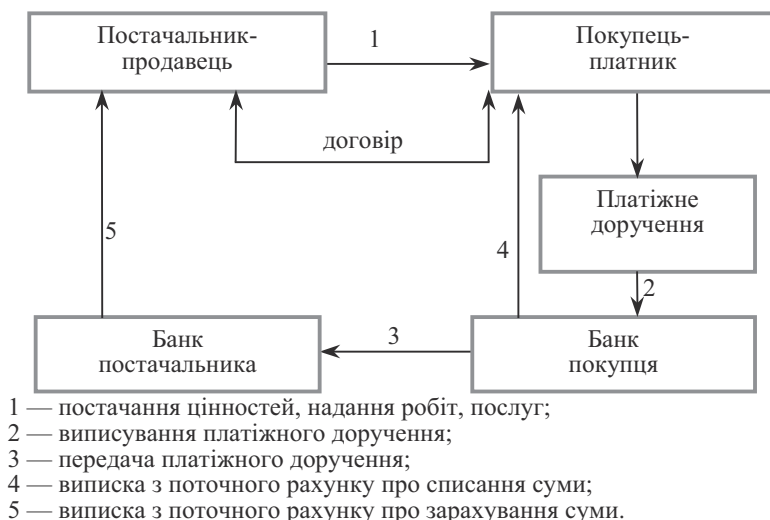 Постачальник-
продавець
1
Покупець-
платник
договір
Платіжне
доручення
5
4
2
Банк
постачальника
3
Банк
покупця
1 — постачання цінностей, надання робіт, послуг;
2 — виписування платіжного доручення;
3 — передача платіжного доручення;
4 — виписка з поточного рахунку про списання суми;
5 — виписка з поточного рахунку про зарахування суми.